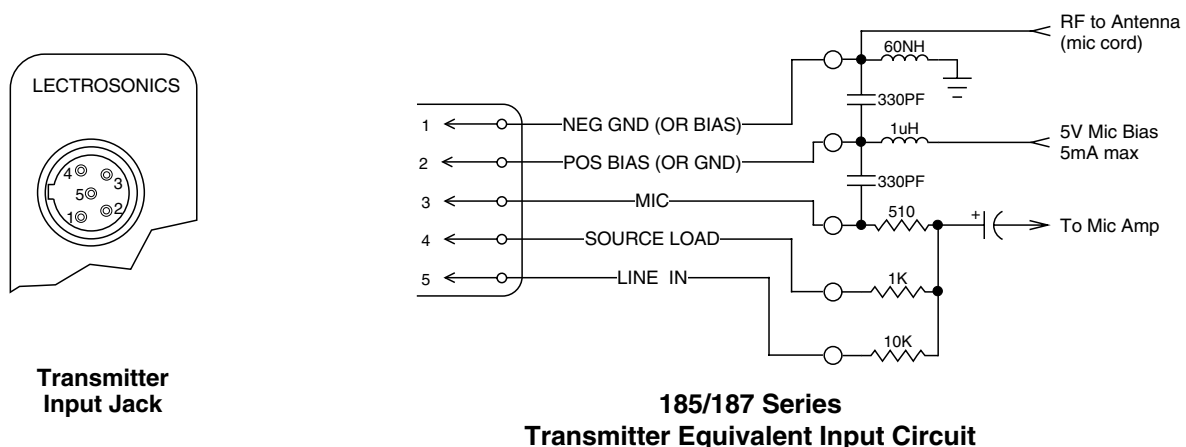 LECTROSONICS
4
3
5
1
2
Transmitter
Input Jack
RF to Antenna
(mic cord)
60NH
330PF
1 NEG GND (OR BIAS)
1uH
5V Mic Bias
5mA max
2 POS BIAS (OR GND)
330PF
3 MIC
510
+
To Mic Amp
4 SOURCE LOAD
1K
5 LINE IN
10K
185/187 Series
Transmitter Equivalent Input Circuit